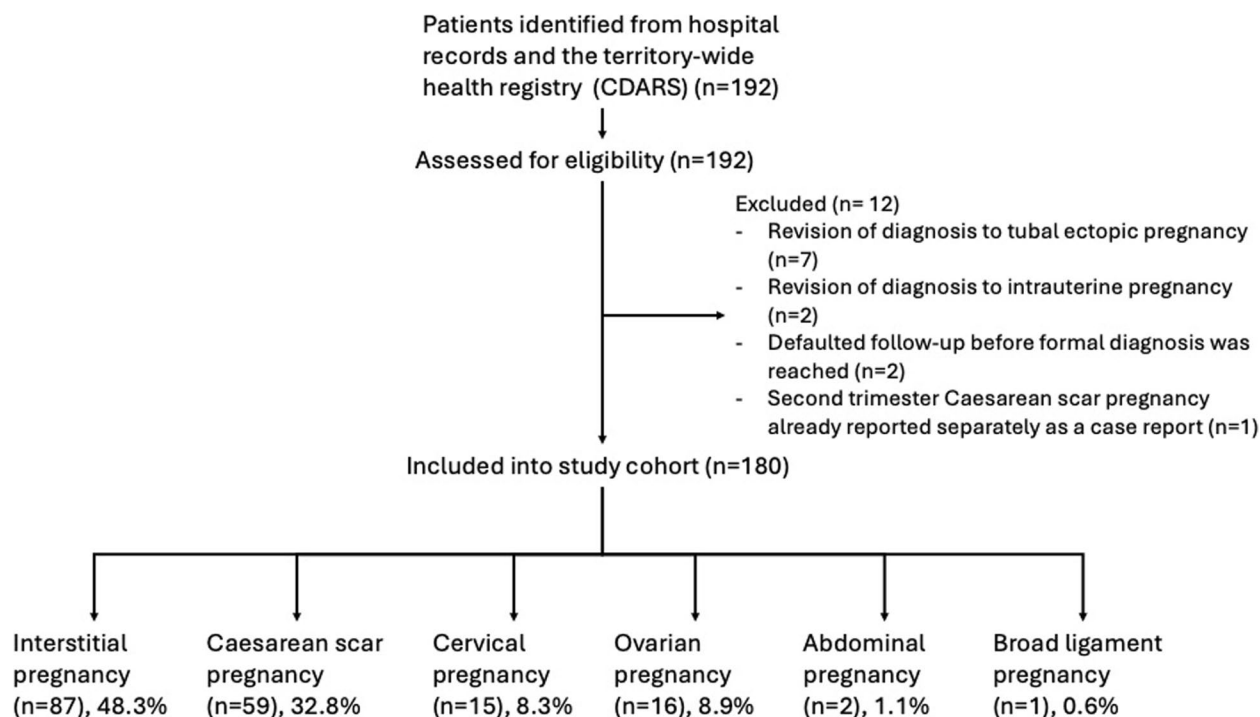 Patients identified from hospital
records and the territory-wide
health registry (CDARS) (n=192)
Assessed for eligibility (n=192)
Excluded (n= 12)
- Revision of diagnosis to tubal ectopic pregnancy
(n=7)
- Revision of diagnosis to intrauterine pregnancy
(n=2)
- Defaulted follow-up before formal diagnosis was
reached (n=2)
- Second trimester Caesarean scar pregnancy
already reported separately as a case report (n=1)
Included into study cohort (n=180)
Interstitial
pregnancy
(n=87), 48.3%
Caesarean scar
pregnancy
(n=59), 32.8%
Cervical
pregnancy
(n=15), 8.3%
Ovarian
pregnancy
(n=16), 8.9%
Abdominal
pregnancy
(n=2), 1.1%
Broad ligament
pregnancy
(n=1), 0.6%